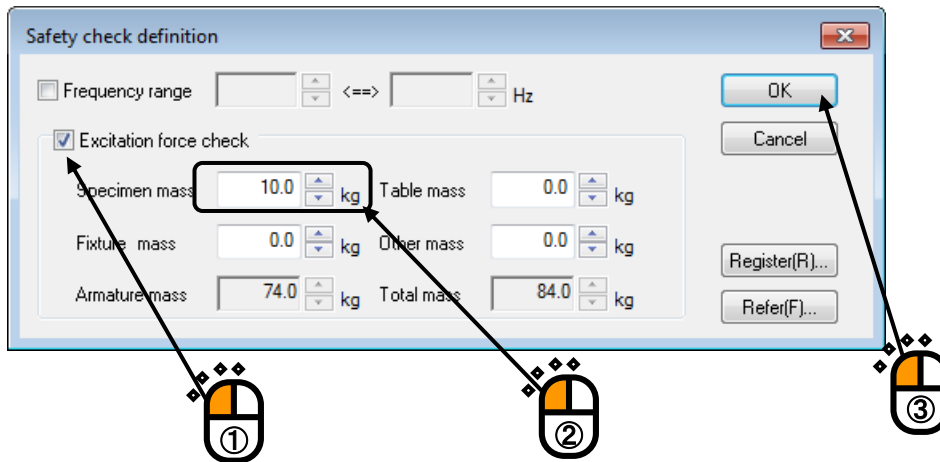 Safety check definition
Frequency range <==> Hz
OK
Excitation force check
Cancel
Specimen mass 10.0 kg Table mass 0.0 kg
Fixture mass 0.0 kg Other mass 0.0 kg
Register(R)...
Armature mass 74.0 kg Total mass 84.0 kg
Refer(F)...
① ② ③